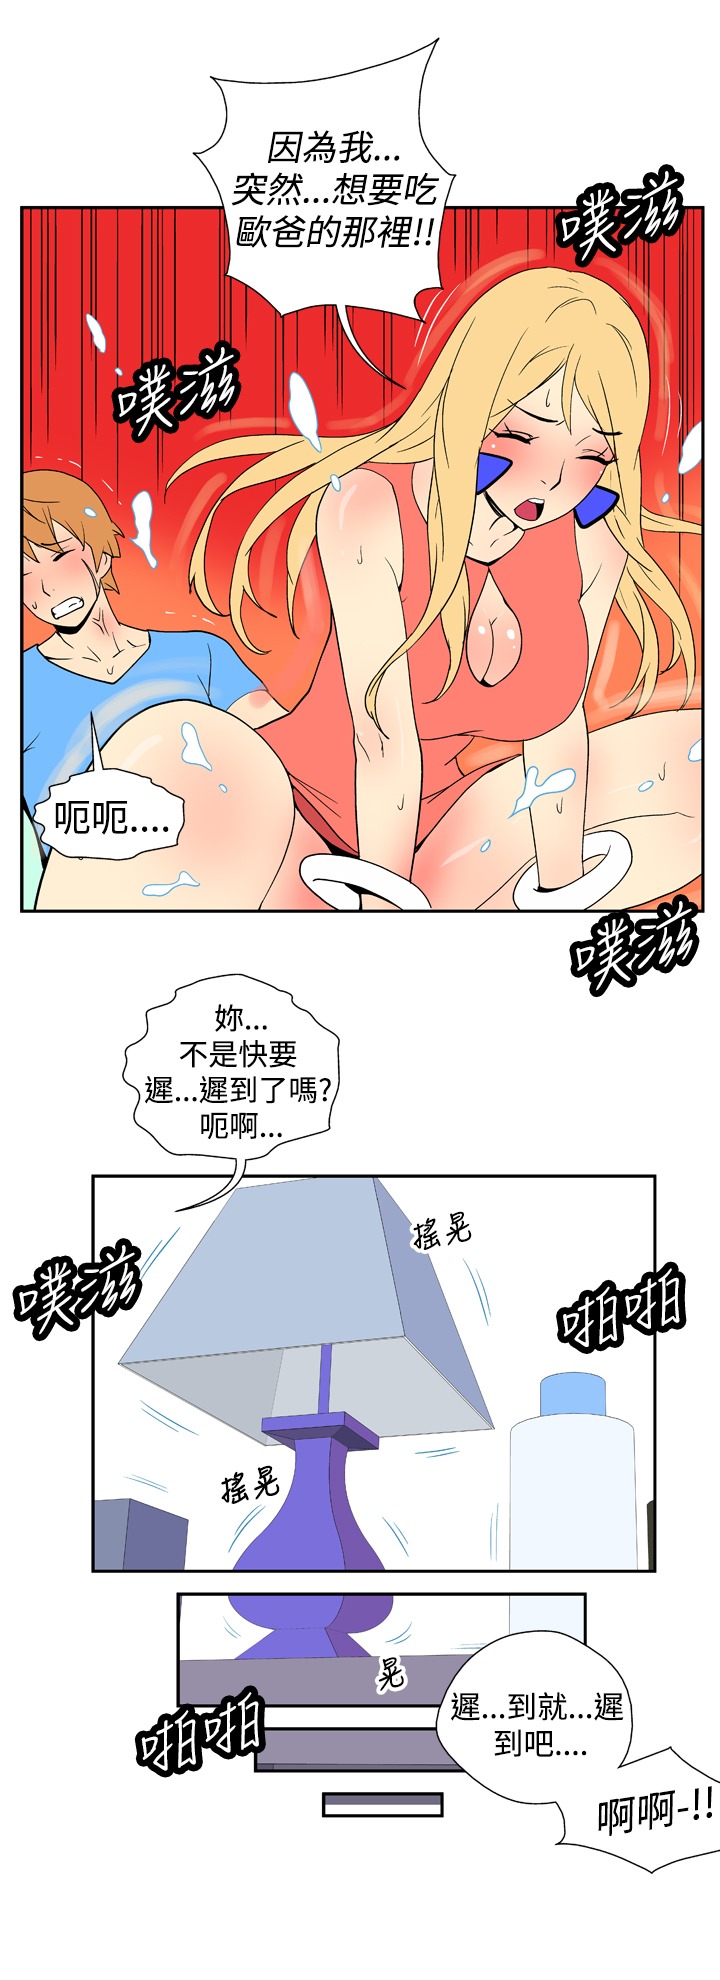 因為我...
突然...想要吃
歐爸的那裡!!
噗滋
噗滋
呃呃....
噗滋
妳...
不是快要
遲...遲到了嗎?
呃啊...
搖晃
噗滋
啪啪
搖晃
晃
遲...到就...遲
到吧....
啪啪
啊啊-!!